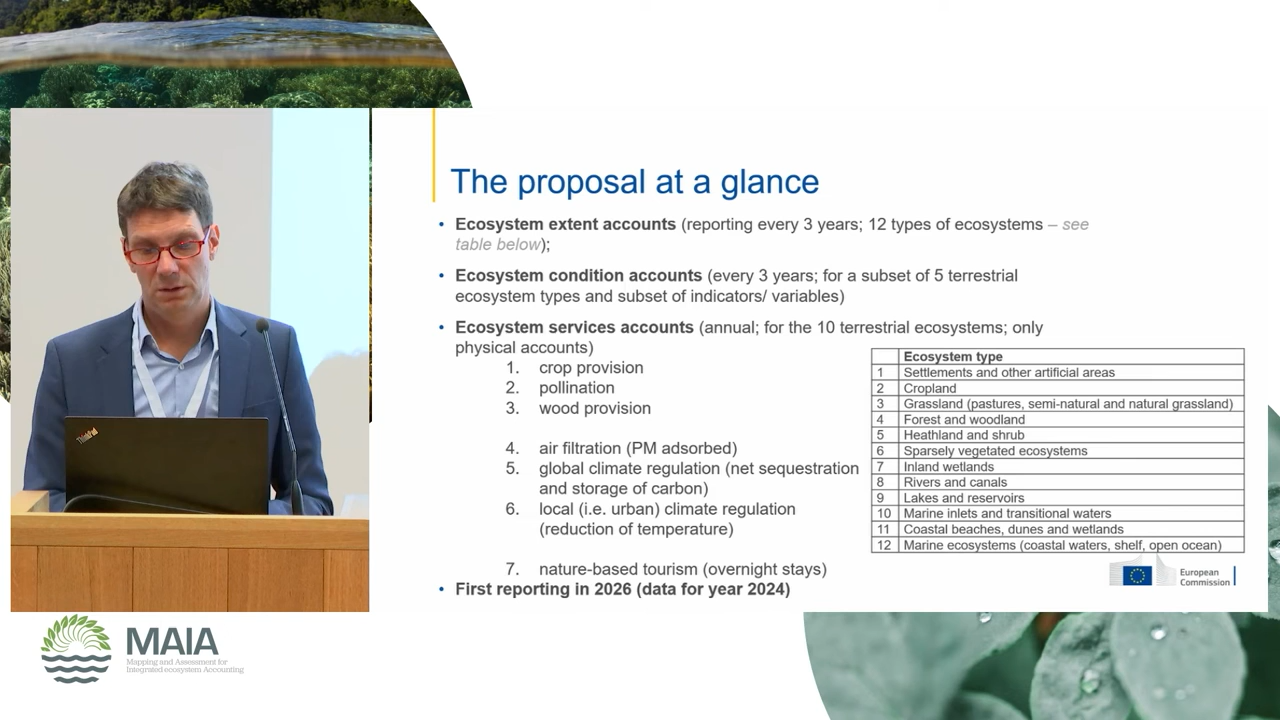 The proposal at a glance
• Ecosystem extent accounts (reporting every 3 years; 12 types of ecosystems – see
table below);
• Ecosystem condition accounts (every 3 years; for a subset of 5 terrestrial
ecosystem types and subset of indicators/ variables)
• Ecosystem services accounts (annual; for the 10 terrestrial ecosystems; only
physical accounts)
1. crop provision
2. pollination
3. wood provision
4. air filtration (PM adsorbed)
5. global climate regulation (net sequestration
and storage of carbon)
6. local (i.e. urban) climate regulation
(reduction of temperature)
7. nature-based tourism (overnight stays)
• First reporting in 2026 (data for year 2024)
Ecosystem type
1 Settlements and other artificial areas
2 Cropland
3 Grassland (pastures, semi-natural and natural grassland)
4 Forest and woodland
5 Heathland and shrub
6 Sparsely vegetated ecosystems
7 Inland wetlands
8 Rivers and canals
9 Lakes and reservoirs
10 Marine inlets and transitional waters
11 Coastal beaches, dunes and wetlands
12 Marine ecosystems (coastal waters, shelf, open ocean)
European
Commission
ThinkPad
MAIA
Mapping and Assessment for
Integrated ecosystem Accounting